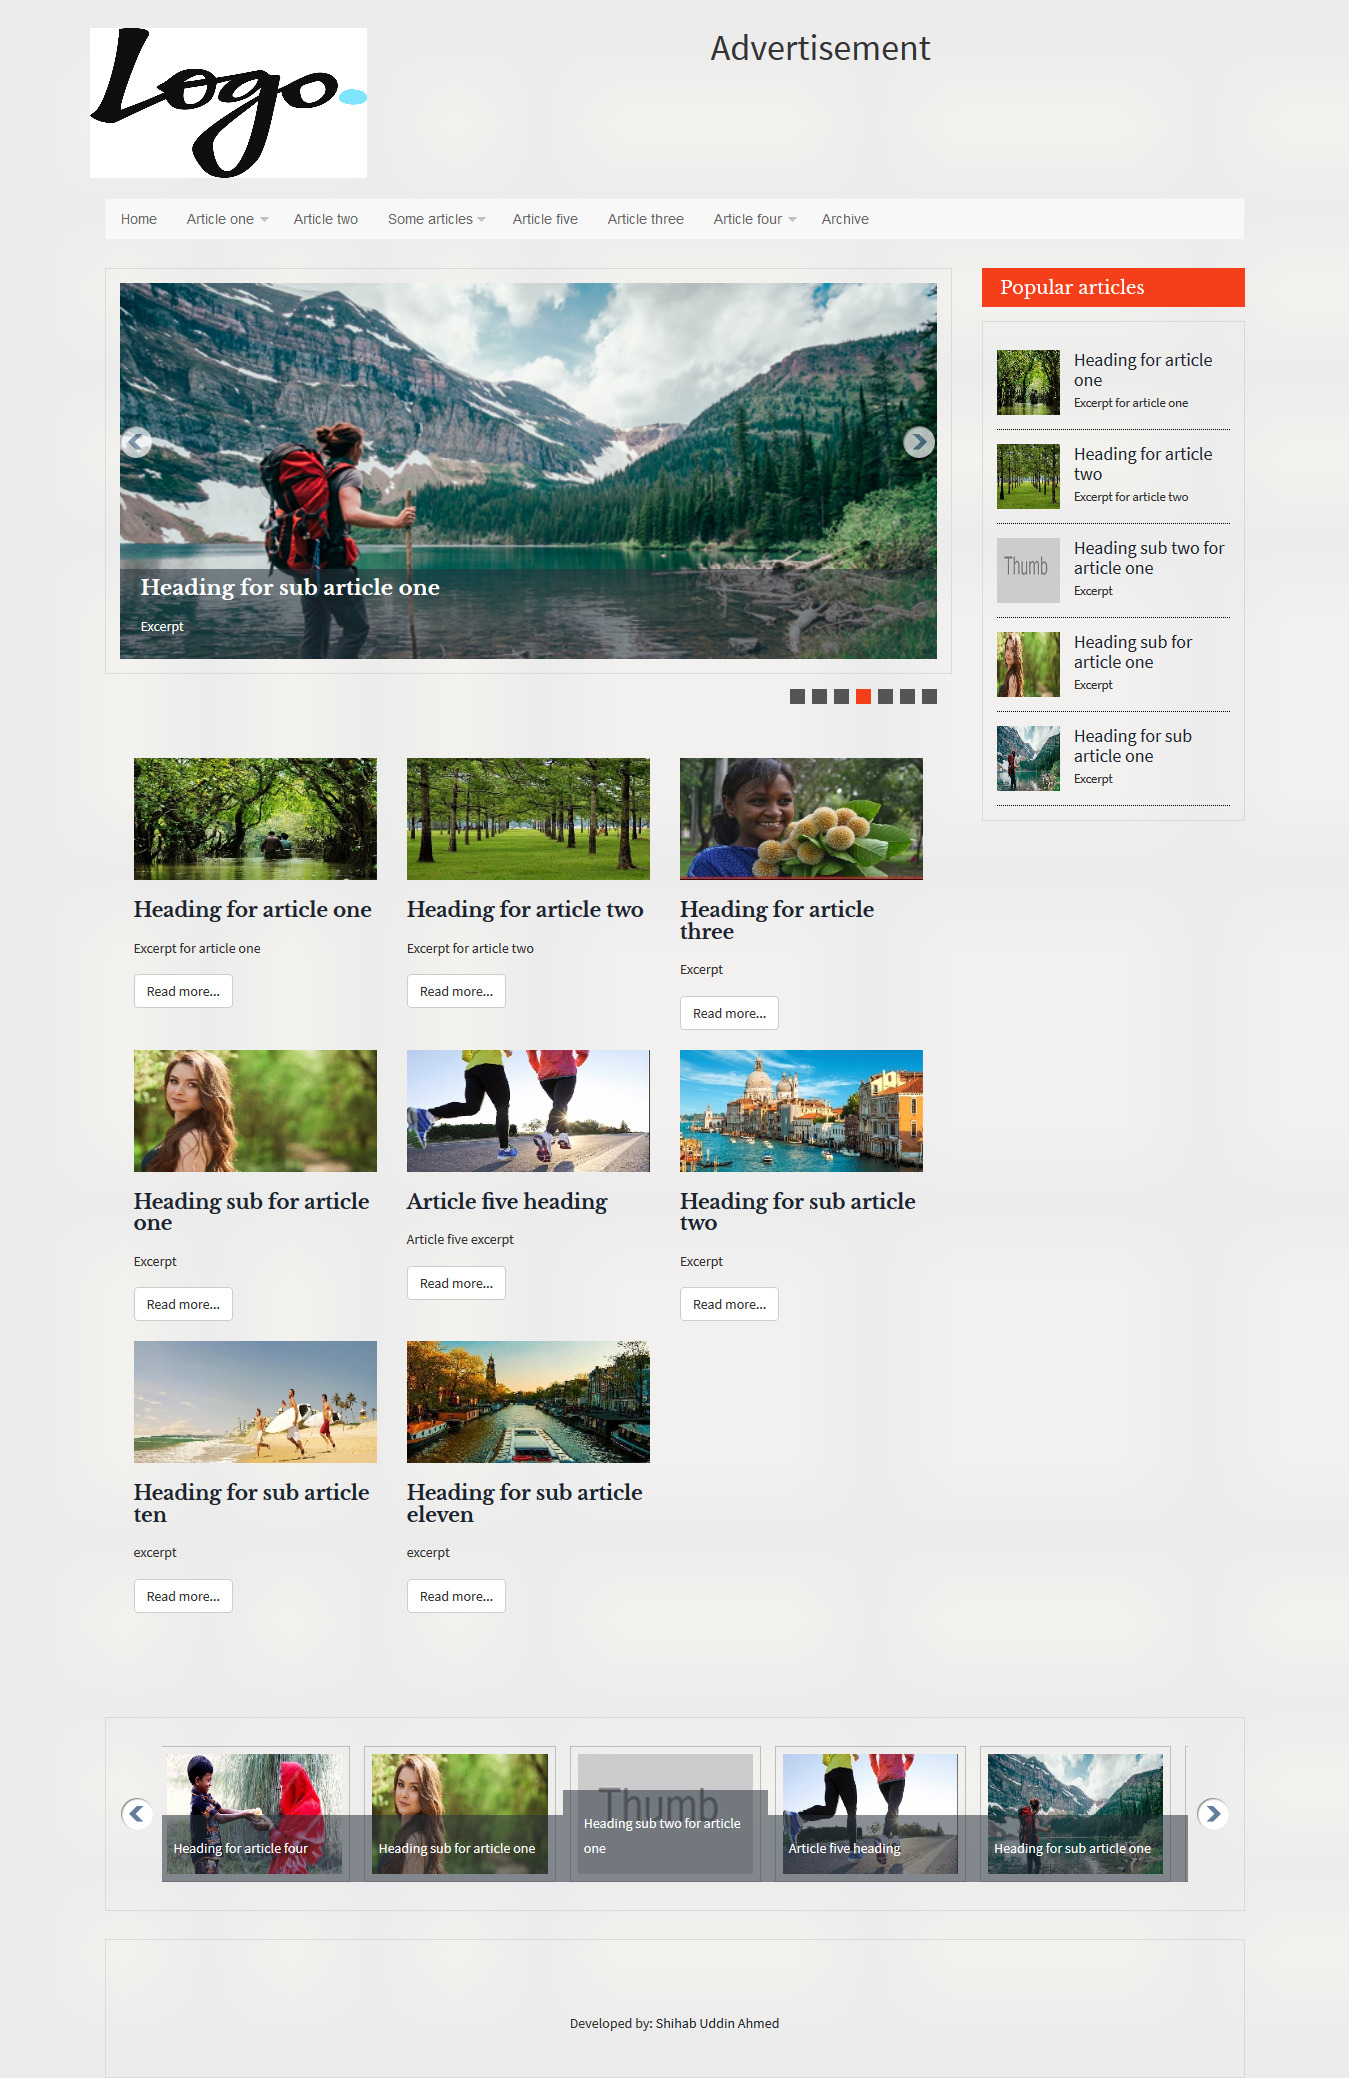 Logo
Advertisement
Home Article one Article two Some articles Article five Article three Article four Archive
Heading for sub article one
Excerpt
Popular articles
Heading for article
one
Excerpt for article one
Heading for article
two
Excerpt for article two
Thumb
Heading sub two for
article one
Excerpt
Heading sub for
article one
Excerpt
Heading for sub
article one
Excerpt
Heading for article one
Excerpt for article one
Read more...
Heading for article two
Excerpt for article two
Read more...
Heading for article
three
Excerpt
Read more...
Heading sub for article
one
Excerpt
Read more...
Article five heading
Article five excerpt
Read more...
Heading for sub article
two
Excerpt
Read more...
Heading for sub article
ten
excerpt
Read more...
Heading for sub article
eleven
excerpt
Read more...
Heading for article four
Heading sub for article one
Thumb
Heading sub two for article
one
Article five heading
Heading for sub article one
Developed by: Shihab Uddin Ahmed